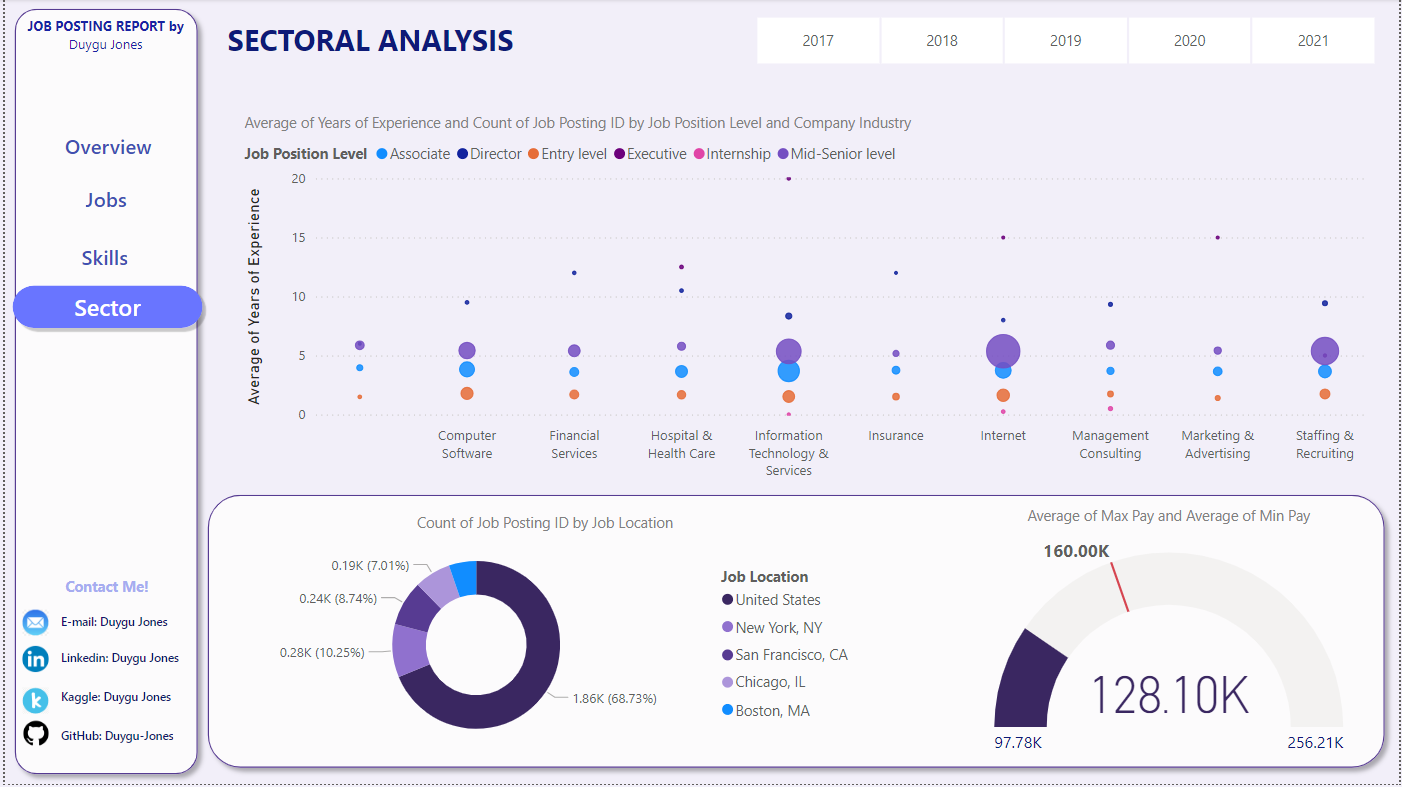 JOB POSTING REPORT by
Duygu Jones
Overview
Jobs
Skills
Sector
Contact Me!
E-mail: Duygu Jones
Linkedin: Duygu Jones
Kaggle: Duygu Jones
GitHub: Duygu-Jones
SECTORAL ANALYSIS
2017
2018
2019
2020
2021
Average of Years of Experience and Count of Job Posting ID by Job Position Level and Company Industry
Job Position Level Associate Director Entry level Executive Internship Mid-Senior level
Average of Years of Experience
20
15
10
5
0
Computer
Software
Financial
Services
Hospital &
Health Care
Information
Technology &
Services
Insurance
Internet
Management
Consulting
Marketing &
Advertising
Staffing &
Recruiting
Count of Job Posting ID by Job Location
0.19K (7.01%)
0.24K (8.74%)
0.28K (10.25%)
1.86K (68.73%)
Job Location
United States
New York, NY
San Francisco, CA
Chicago, IL
Boston, MA
Average of Max Pay and Average of Min Pay
160.00K
128.10K
97.78K
256.21K